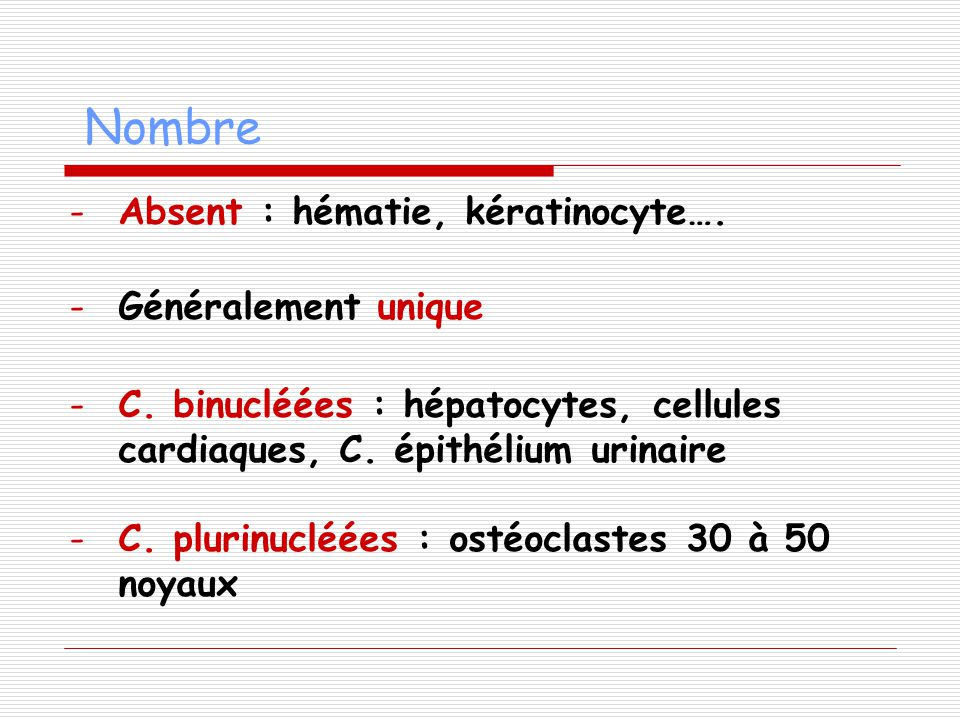 Nombre
- Absent : hématie, kératinocyte….
- Généralement unique
- C. binucléées : hépatocytes, cellules
cardiaques, C. épithélium urinaire
- C. plurinucléées : ostéoclastes 30 à 50
noyaux